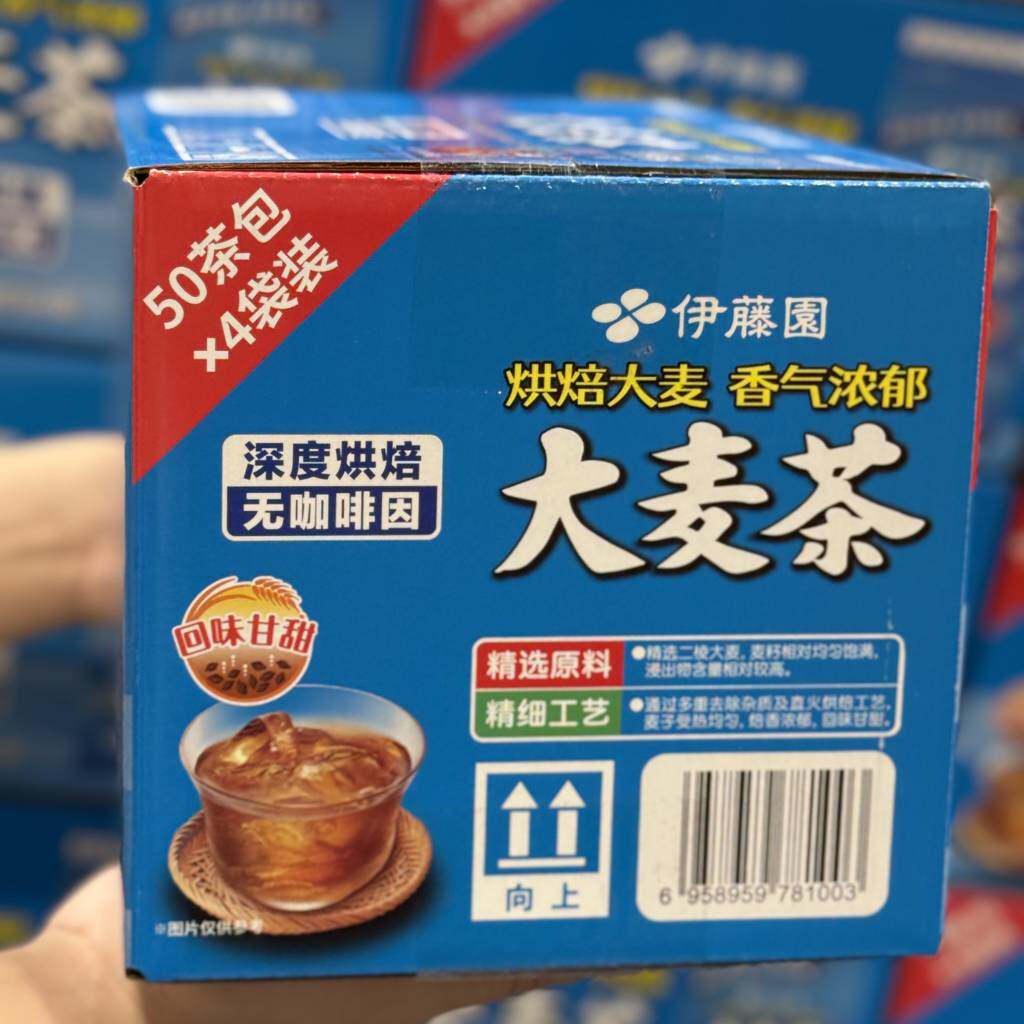 50茶包
×4袋装
伊藤園
烘焙大麦 香气浓郁
大麦茶
深度烘焙
无咖啡因
回味甘甜
精选原料
●精选二棱大麦,麦籽相对均匀饱满,
浸出物含量相对较高。
精细工艺
●通过多重去除杂质及直火烘焙工艺,
麦子受热均匀,焙香浓郁,回味甘甜。
向上
6 958959 781003
※图片仅供参考